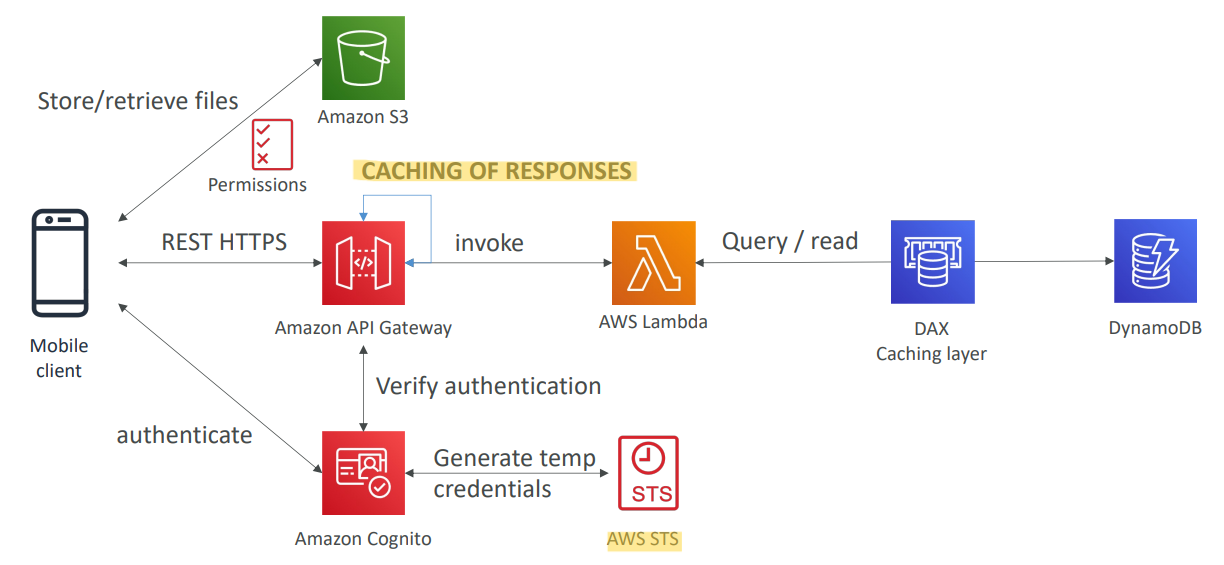 Store/retrieve files
Amazon S3
Permissions
CACHING OF RESPONSES
REST HTTPS
invoke
Query / read
Mobile
client
Amazon API Gateway
AWS Lambda
DAX
Caching layer
DynamoDB
Verify authentication
authenticate
Generate temp
credentials
STS
Amazon Cognito
AWS STS